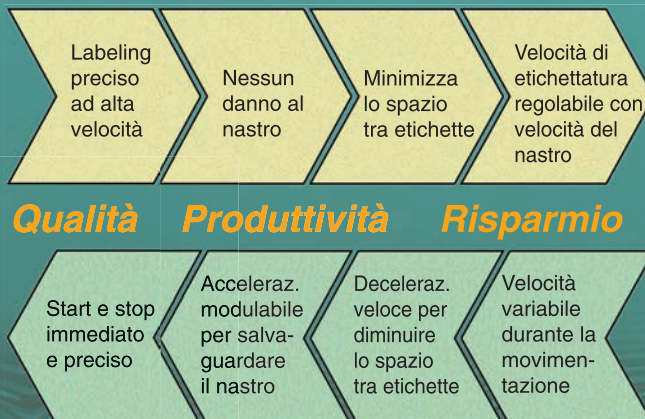 Labeling
preciso
ad alta
velocità
Nessun
danno al
nastro
Minimizza
lo spazio
tra etichette
Velocità di
etichettatura
regolabile con
velocità del
nastro
Qualità Produttività Risparmio
Start e stop
immediato
e preciso
Acceleraz.
modulabile
per salva-
guardare
il nastro
Deceleraz.
veloce per
diminuire
lo spazio
tra etichette
Velocità
variabile
durante la
movimen-
tazione